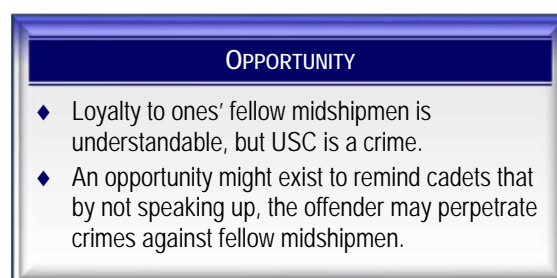 OPPORTUNITY
♦ Loyalty to ones' fellow midshipmen is
understandable, but USC is a crime.
♦ An opportunity might exist to remind cadets that
by not speaking up, the offender may perpetrate
crimes against fellow midshipmen.